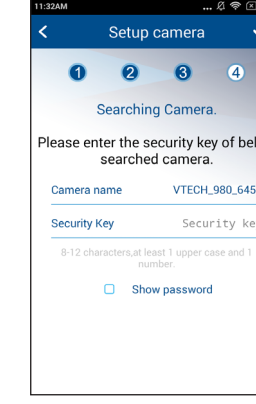 11:32AM ...
Setup camera
1 2 3 4
Searching Camera.
Please enter the security key of bel
searched camera.
Camera name VTECH_980_645
Security Key Security ke
8-12 characters,at least 1 upper case and 1
number.
Show password